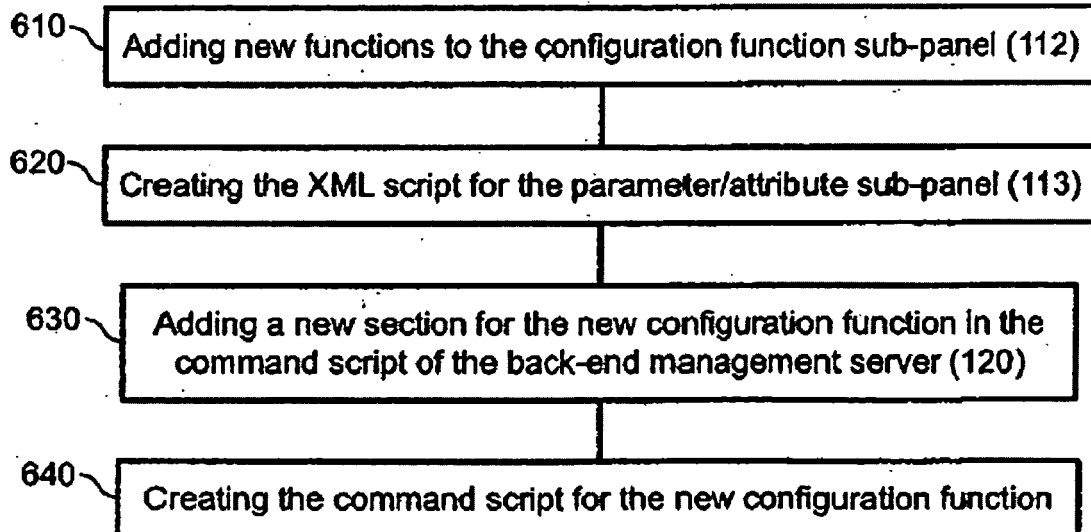 610
Adding new functions to the configuration function sub-panel (112)
620
Creating the XML script for the parameter/attribute sub-panel (113)
630
Adding a new section for the new configuration function in the
command script of the back-end management server (120)
640
Creating the command script for the new configuration function